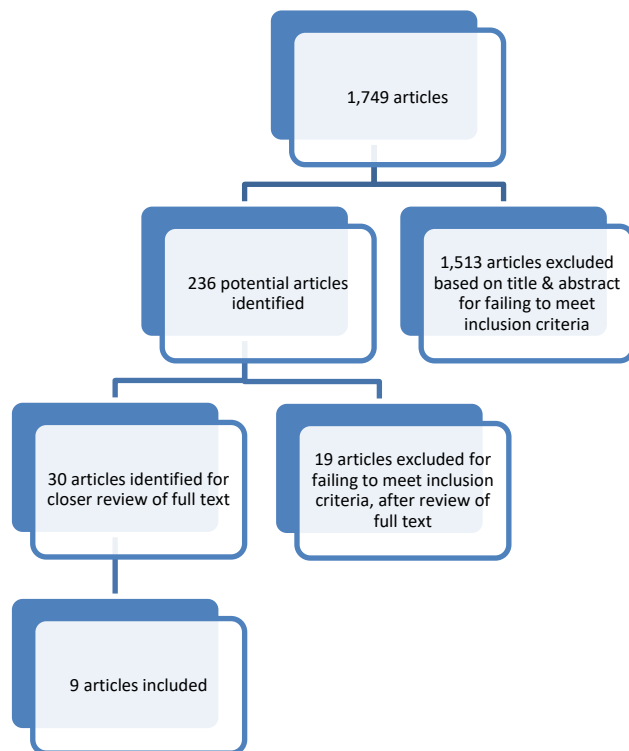 1,749 articles
236 potential articles
identified
1,513 articles excluded
based on title & abstract
for failing to meet
inclusion criteria
30 articles identified for
closer review of full text
19 articles excluded for
failing to meet inclusion
criteria, after review of
full text
9 articles included